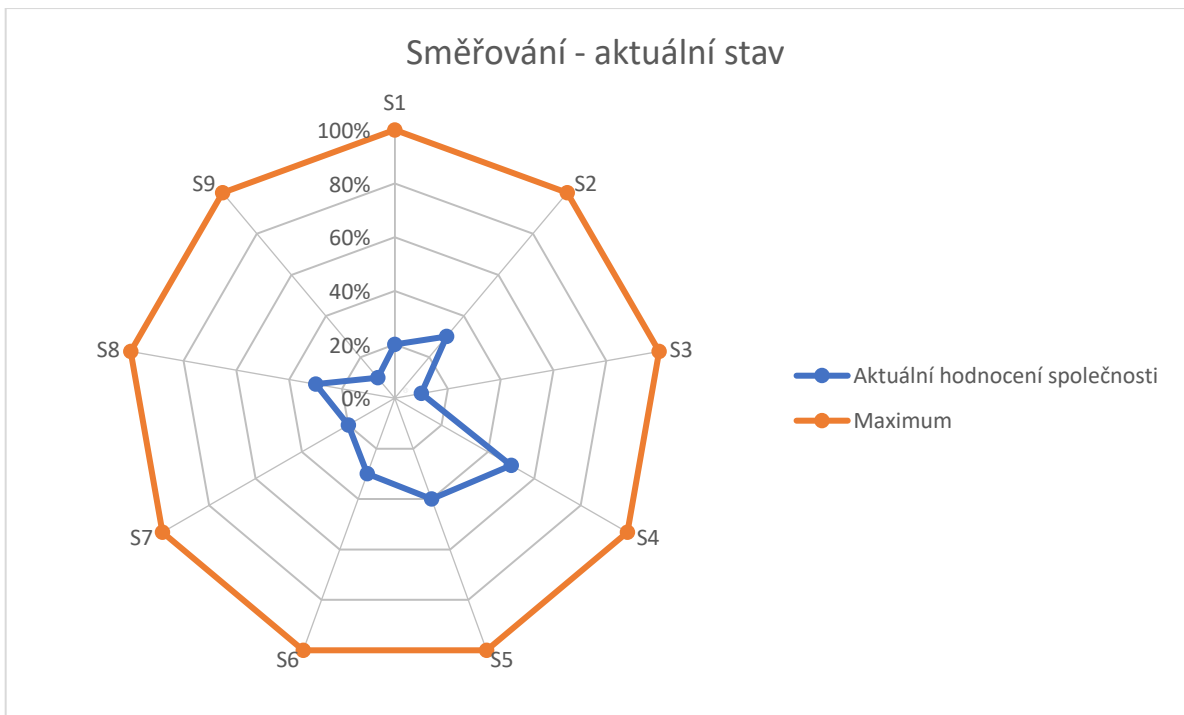 Směřování - aktuální stav
S1
100%
S9
S2
80%
60%
40%
S8
20%
S3
0%
Aktuální hodnocení společnosti
Maximum
S7
S4
S6
S5